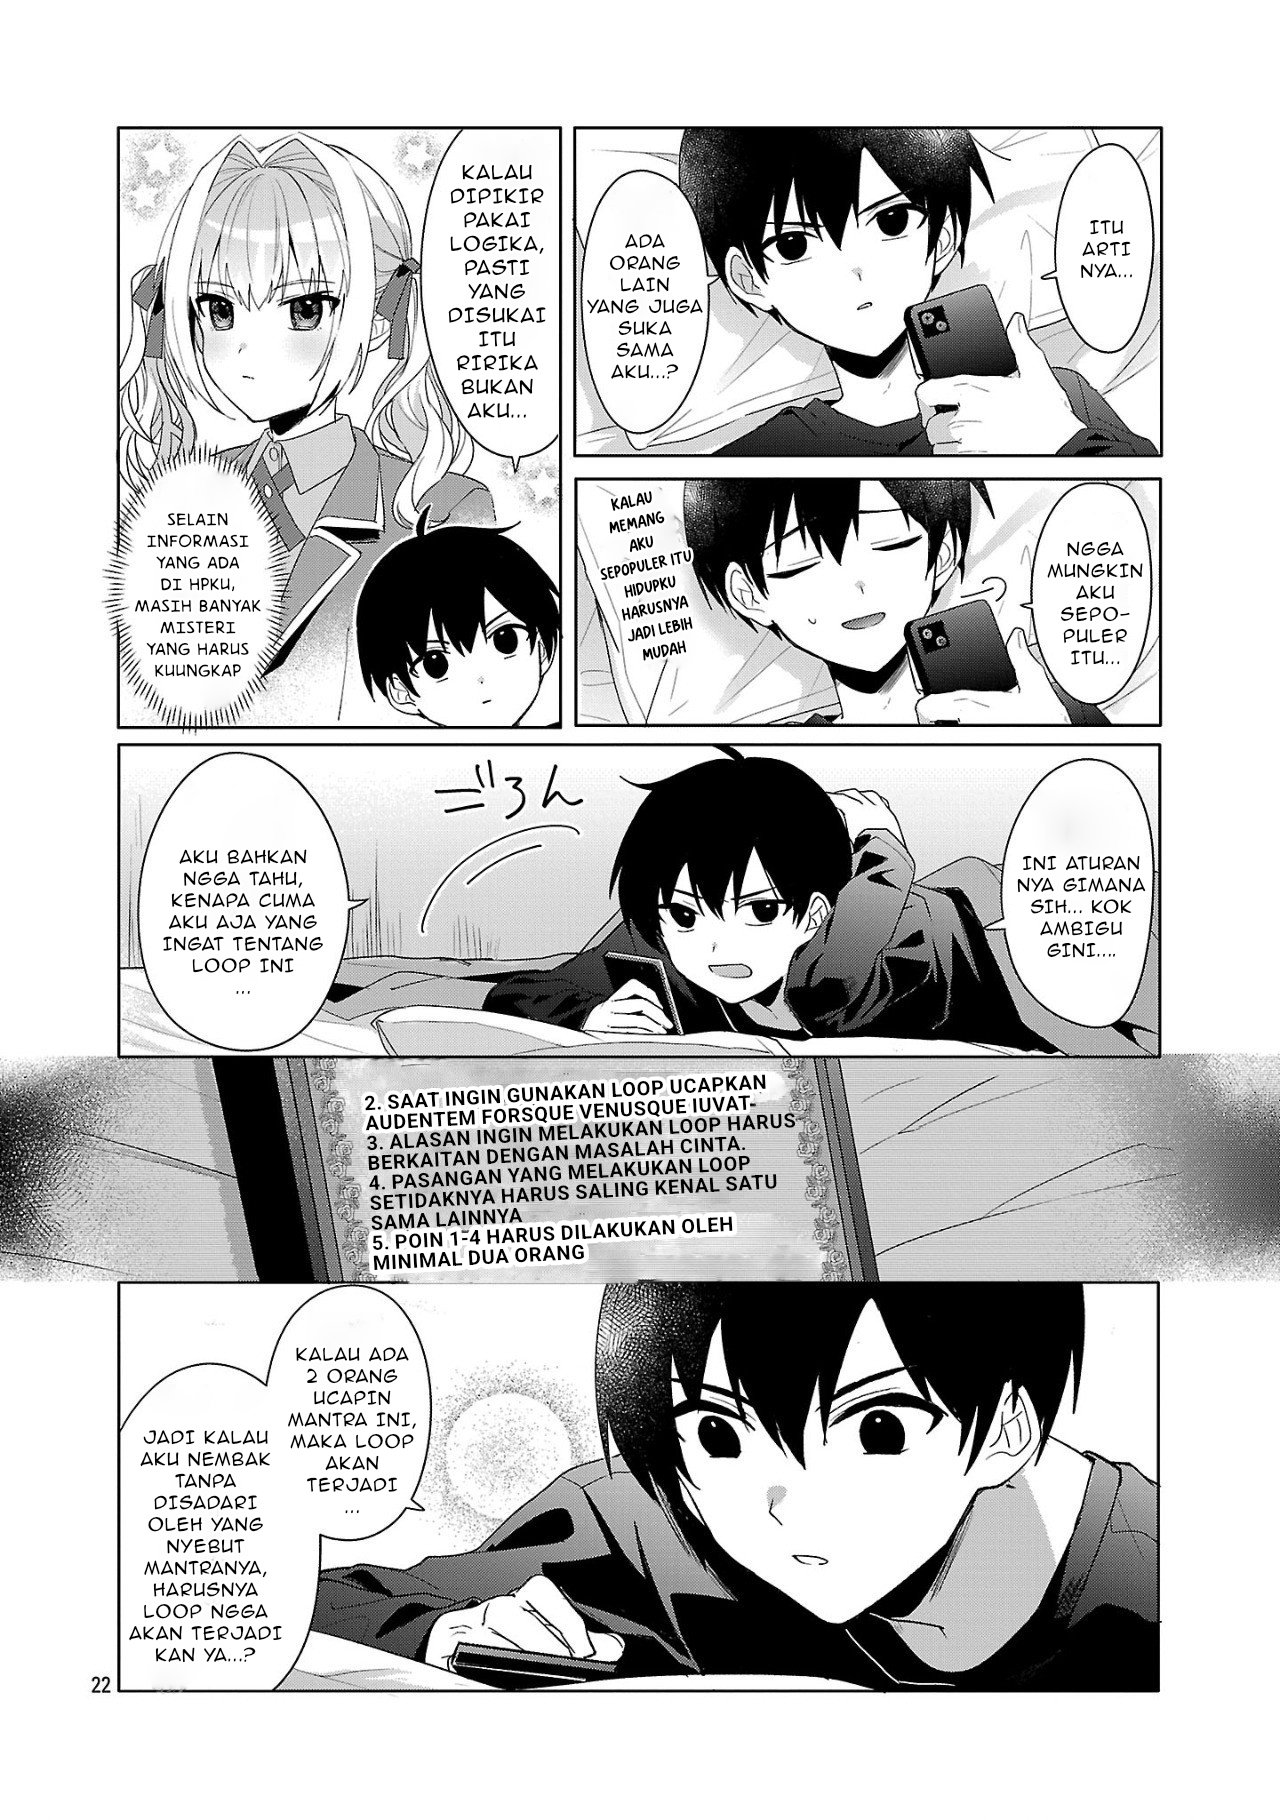 ITU
ARTI
NYA...
ADA
ORANG
LAIN
YANG JUGA
SUKA
SAMA
AKU...?
NGGA
MUNGKIN
AKU
SEPO-
PULER
ITU...
KALAU
MEMANG
AKU
SEPOPULER ITU
HIDUPKU
HARUSNYA
JADI LEBIH
MUDAH
KALAU
DIPIKIR
PAKAI
LOGIKA,
PASTI
YANG
DISUKAI
ITU
RIRIKA
BUKAN
AKU...
SELAIN
INFORMASI
YANG ADA
DI HPKU,
MASIH BANYAK
MISTERI
YANG HARUS
KUUNGKAP
INI ATURAN
NYA GIMANA
SIH... KOK
AMBIGU
GINI....
ごろん
AKU BAHKAN
NGGA TAHU,
KENAPA CUMA
AKU AJA YANG
INGAT TENTANG
LOOP INI
...
2. SAAT INGIN GUNAKAN LOOP UCAPKAN
AUDENTEM FORSQUE VENUSQUE IUVAT-
3. ALASAN INGIN MELAKUKAN LOOP HARUS
BERKAITAN DENGAN MASALAH CINTA.
4. PASANGAN YANG MELAKUKAN LOOP
SETIDAKNYA HARUS SALING KENAL SATU
SAMA LAINNYA
5. POIN 1-4 HARUS DILAKUKAN OLEH
MINIMAL DUA ORANG
KALAU ADA
2 ORANG
UCAPIN
MANTRA INI,
MAKA LOOP
AKAN
TERJADI
...
JADI KALAU
AKU NEMBAK
TANPA
DISADARI
OLEH YANG
NYEBUT
MANTRANYA,
HARUSNYA
LOOP NGGA
AKAN TERJADI
KAN YA...?
22